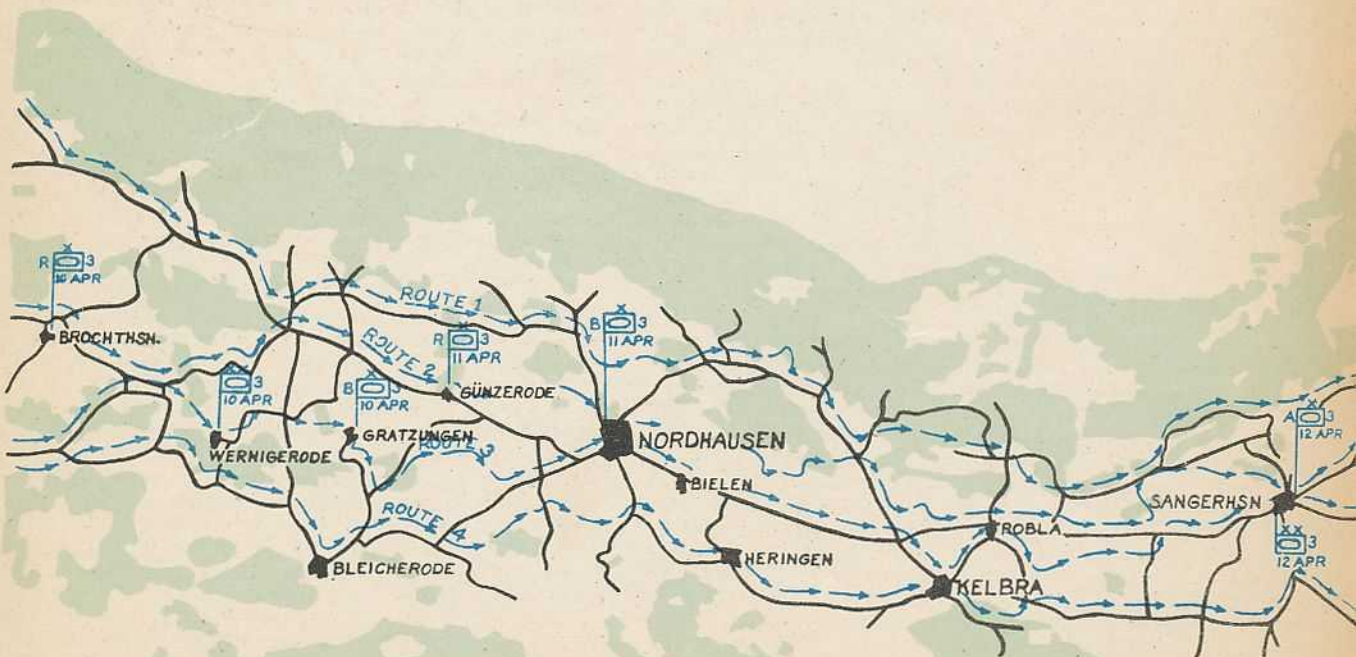 R 3
10 APR
BROCHTHSN.
ROUTE 1
ROUTE 2
R 3
11 APR
B 3
11 APR
3
10 APR
B 3
10 APR
GÜNZERODE
GRATZUNGEN
WERNIGERODE
ROUTE 3
NORDHAUSEN
BIELEN
ROUTE 4
BLEICHERODE
HERINGEN
ROBLA
KELBRA
A 3
12 APR
SANGERHSN
3
12 APR